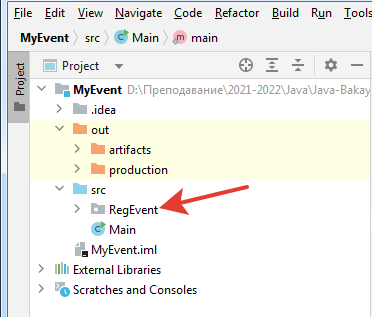 File Edit View Navigate Code Refactor Build Run Tools
MyEvent src Main main
Project
Project
MyEvent D:\Преподавание\2021-2022\Java\Java-Bakay
.idea
out
artifacts
production
src
RegEvent
Main
MyEvent.iml
External Libraries
Scratches and Consoles